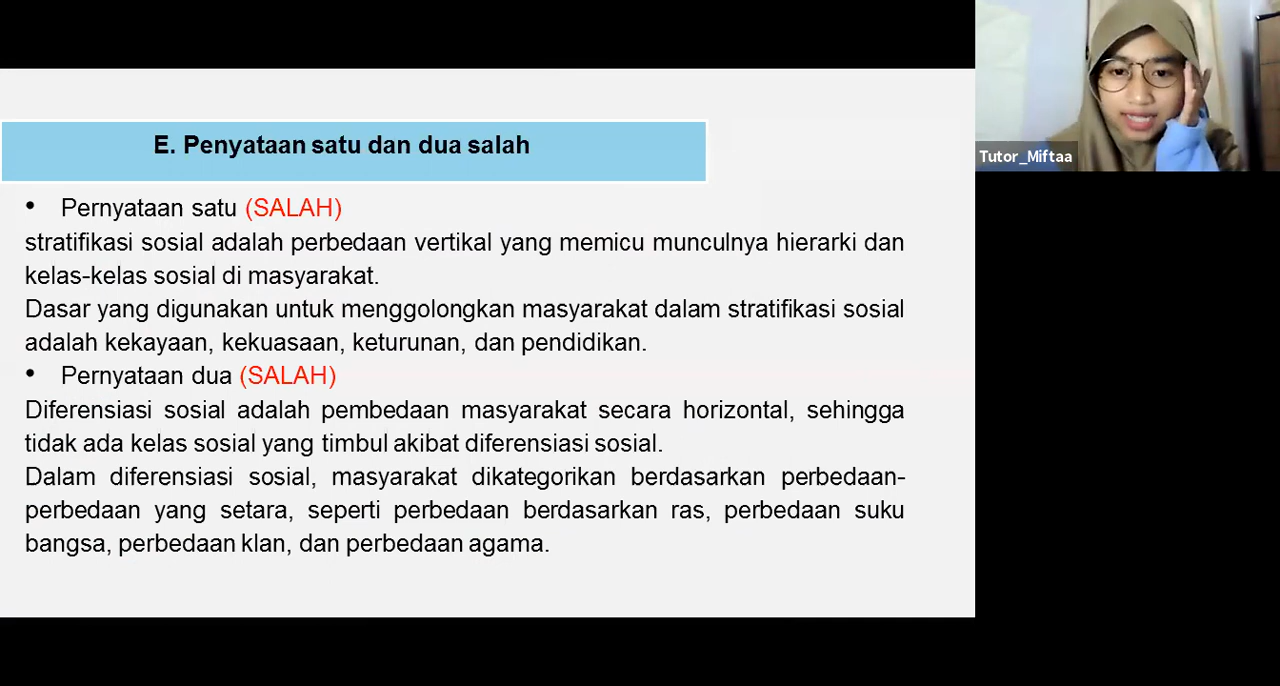 E. Penyataan satu dan dua salah
• Pernyataan satu (SALAH)
stratifikasi sosial adalah perbedaan vertikal yang memicu munculnya hierarki dan
kelas-kelas sosial di masyarakat.
Dasar yang digunakan untuk menggolongkan masyarakat dalam stratifikasi sosial
adalah kekayaan, kekuasaan, keturunan, dan pendidikan.
• Pernyataan dua (SALAH)
Diferensiasi sosial adalah pembedaan masyarakat secara horizontal, sehingga
tidak ada kelas sosial yang timbul akibat diferensiasi sosial.
Dalam diferensiasi sosial, masyarakat dikategorikan berdasarkan perbedaan-
perbedaan yang setara, seperti perbedaan berdasarkan ras, perbedaan suku
bangsa, perbedaan klan, dan perbedaan agama.
Tutor_Miftaa